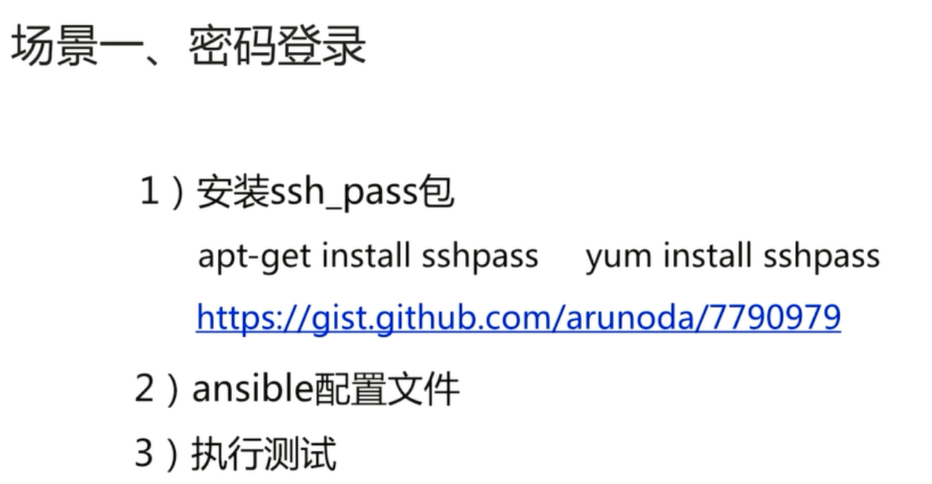 场景一、密码登录
1）安装ssh_pass包
apt-get install sshpass yum install sshpass
https://gist.github.com/arunoda/7790979
2）ansible配置文件
3）执行测试